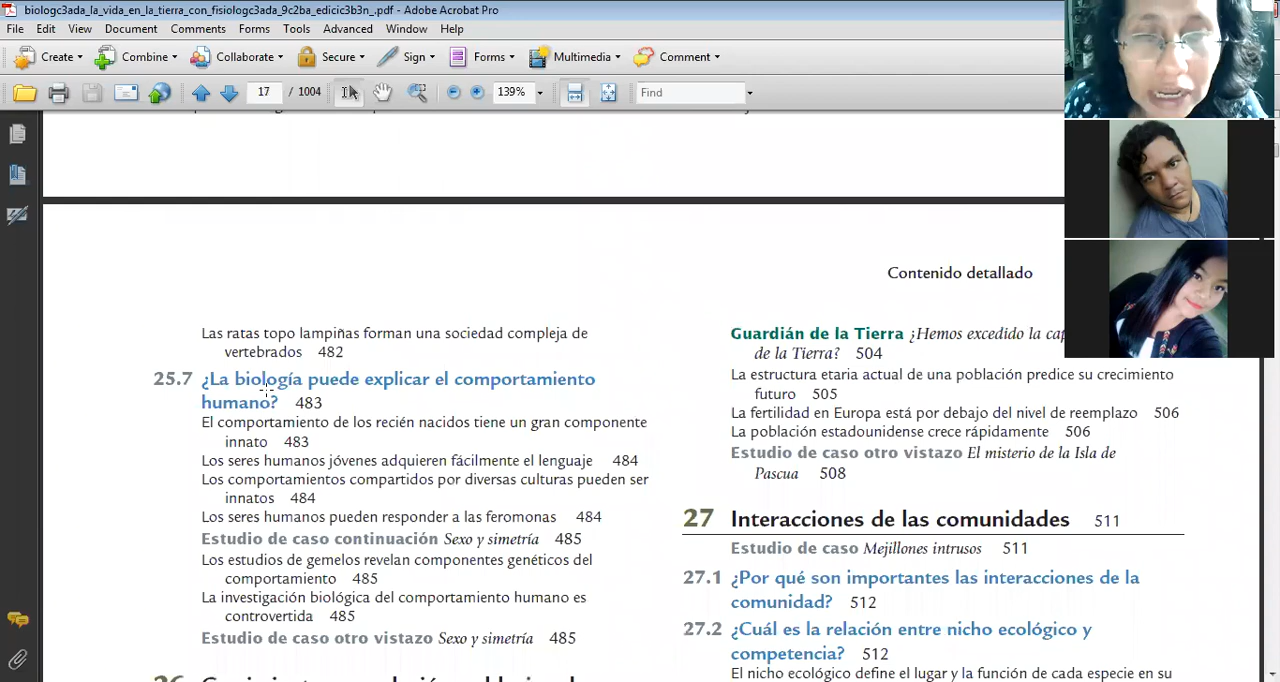 biologc3ada_la_vida_en_la_tierra_con_fisiologc3ada_9c2ba_edicic3b3n_.pdf - Adobe Acrobat Pro
File Edit View Document Comments Forms Tools Advanced Window Help
Create Combine Collaborate Secure Sign Forms Multimedia Comment
17 / 1004 139% Find
Contenido detallado
Las ratas topo lampiñas forman una sociedad compleja de
vertebrados 482
25.7 ¿La biología puede explicar el comportamiento
humano? 483
El comportamiento de los recién nacidos tiene un gran componente
innato 483
Los seres humanos jóvenes adquieren fácilmente el lenguaje 484
Los comportamientos compartidos por diversas culturas pueden ser
innatos 484
Los seres humanos pueden responder a las feromonas 484
Estudio de caso continuación Sexo y simetría 485
Los estudios de gemelos revelan componentes genéticos del
comportamiento 485
La investigación biológica del comportamiento humano es
controvertida 485
Estudio de caso otro vistazo Sexo y simetría 485
Guardián de la Tierra ¿Hemos excedido la
de la Tierra? 504
La estructura etaria actual de una población predice su crecimiento
futuro 505
La fertilidad en Europa está por debajo del nivel de reemplazo 506
La población estadounidense crece rápidamente 506
Estudio de caso otro vistazo El misterio de la Isla de
Pascua 508
27 Interacciones de las comunidades 511
Estudio de caso Mejillones intrusos 511
27.1 ¿Por qué son importantes las interacciones de la
comunidad? 512
27.2 ¿Cuál es la relación entre nicho ecológico y
competencia? 512
El nicho ecológico define el lugar y la función de cada especie en su